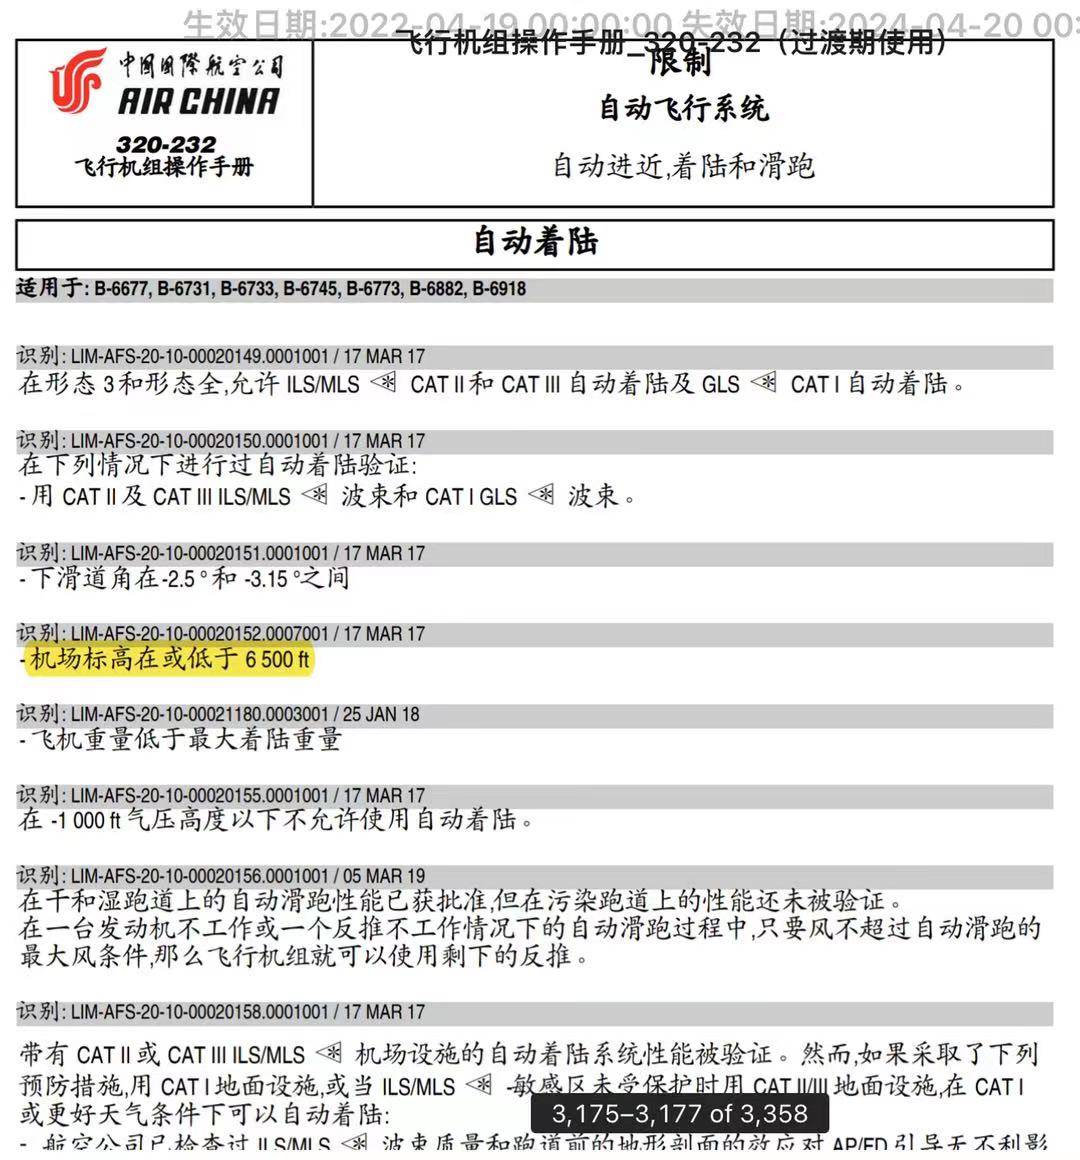 生效日期:2022-04-19 00:00:00 失效日期:2024-04-20 00:
飞行机组操作手册_320-232（过渡期使用）
中国国际航空公司
AIR CHINA
320-232
飞行机组操作手册
限制
自动飞行系统
自动进近,着陆和滑跑
自动着陆
适用于: B-6677, B-6731, B-6733, B-6745, B-6773, B-6882, B-6918
识别: LIM-AFS-20-10-00020149.0001001 / 17 MAR 17
在形态 3 和形态全,允许 ILS/MLS CAT II 和 CAT III 自动着陆及 GLS CAT I 自动着陆。
识别: LIM-AFS-20-10-00020150.0001001 / 17 MAR 17
在下列情况下进行过自动着陆验证:
- 用 CAT II 及 CAT III ILS/MLS 波束和 CAT I GLS 波束。
识别: LIM-AFS-20-10-00020151.0001001 / 17 MAR 17
- 下滑道角在-2.5 °和 -3.15 °之间
识别: LIM-AFS-20-10-00020152.0007001 / 17 MAR 17
- 机场标高在或低于 6 500 ft
识别: LIM-AFS-20-10-00021180.0003001 / 25 JAN 18
- 飞机重量低于最大着陆重量
识别: LIM-AFS-20-10-00020155.0001001 / 17 MAR 17
在 -1 000 ft 气压高度以下不允许使用自动着陆。
识别: LIM-AFS-20-10-00020156.0001001 / 05 MAR 19
在干和湿跑道上的自动滑跑性能已获批准,但在污染跑道上的性能还未被验证。
在一台发动机不工作或一个反推不工作情况下的自动滑跑过程中,只要风不超过自动滑跑的
最大风条件,那么飞行机组就可以使用剩下的反推。
识别: LIM-AFS-20-10-00020158.0001001 / 17 MAR 17
带有 CAT II 或 CAT III ILS/MLS 机场设施的自动着陆系统性能被验证。然而,如果采取了下列
预防措施,用 CAT I 地面设施,或当 ILS/MLS -敏感区未受保护时用 CAT II/III 地面设施,在 CAT I
或更好天气条件下可以自动着陆:
3,175–3,177 of 3,358
- 航空公司已检查过 ILS/MLS 波束质量和跑道前的地形剖面的效应对 AP/FD 引导无不利影